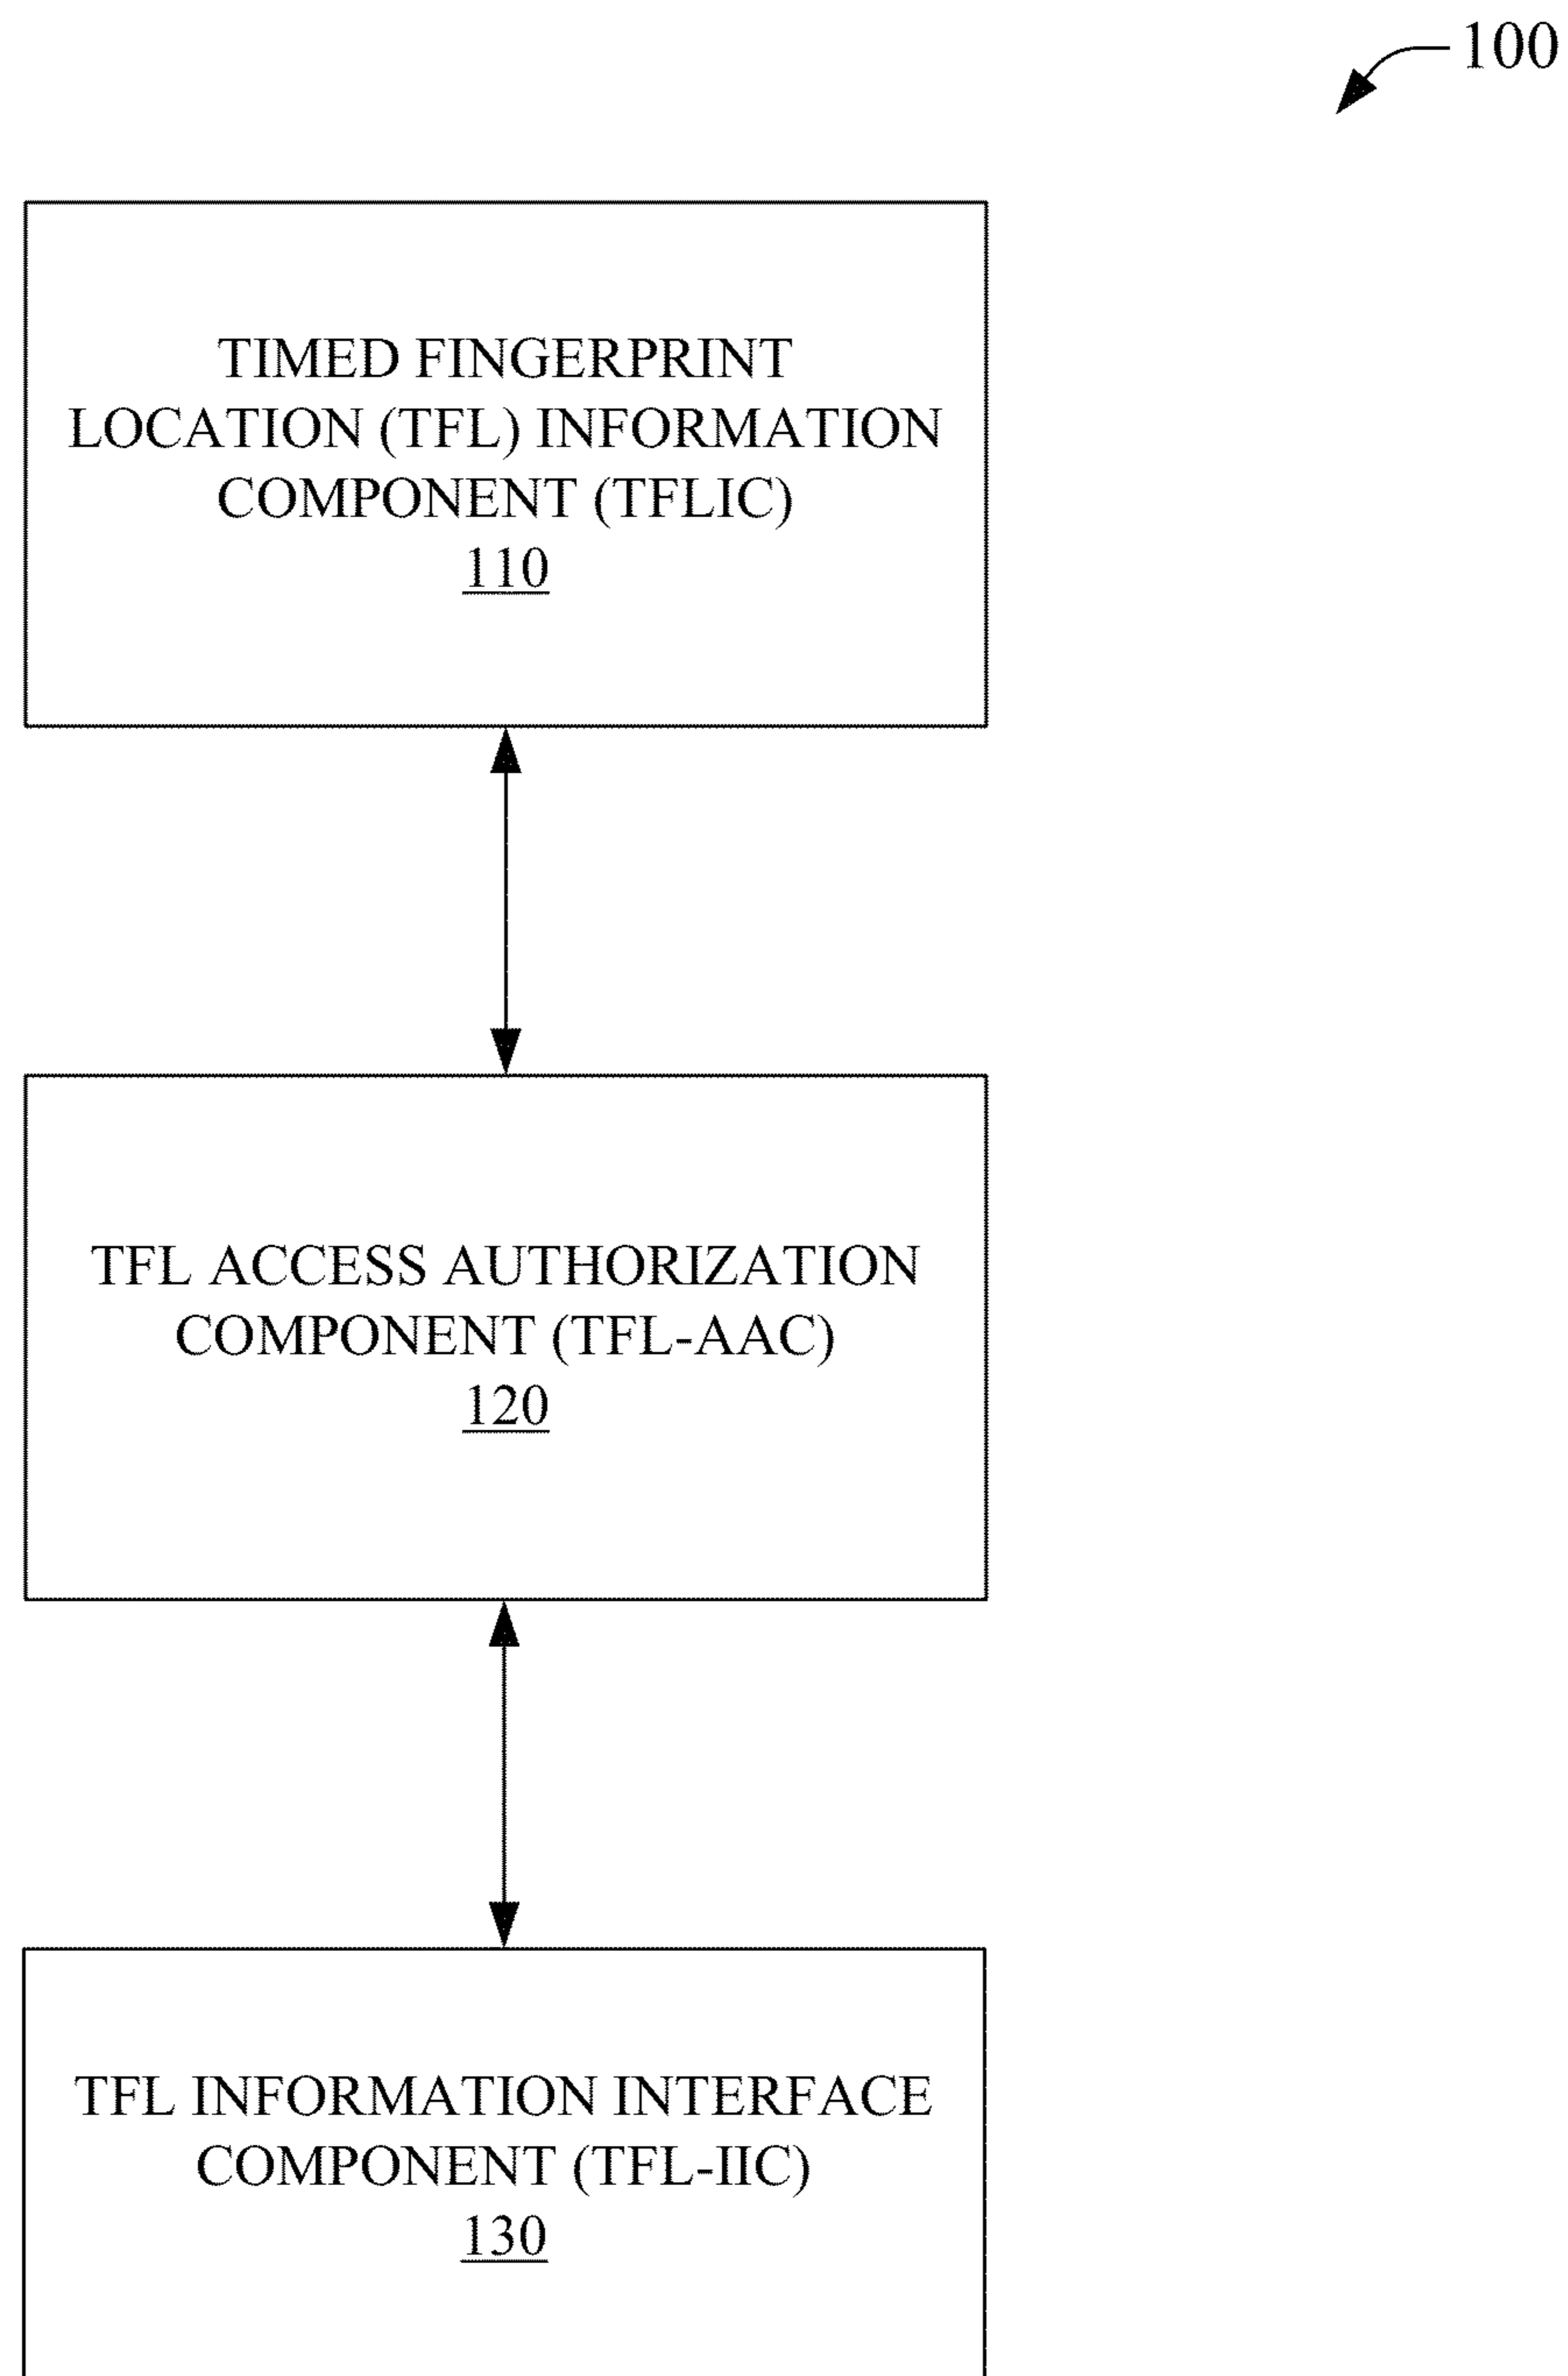 100
TIMED FINGERPRINT
LOCATION (TFL) INFORMATION
COMPONENT (TFLIC)
110
TFL ACCESS AUTHORIZATION
COMPONENT (TFL-AAC)
120
TFL INFORMATION INTERFACE
COMPONENT (TFL-IIC)
130